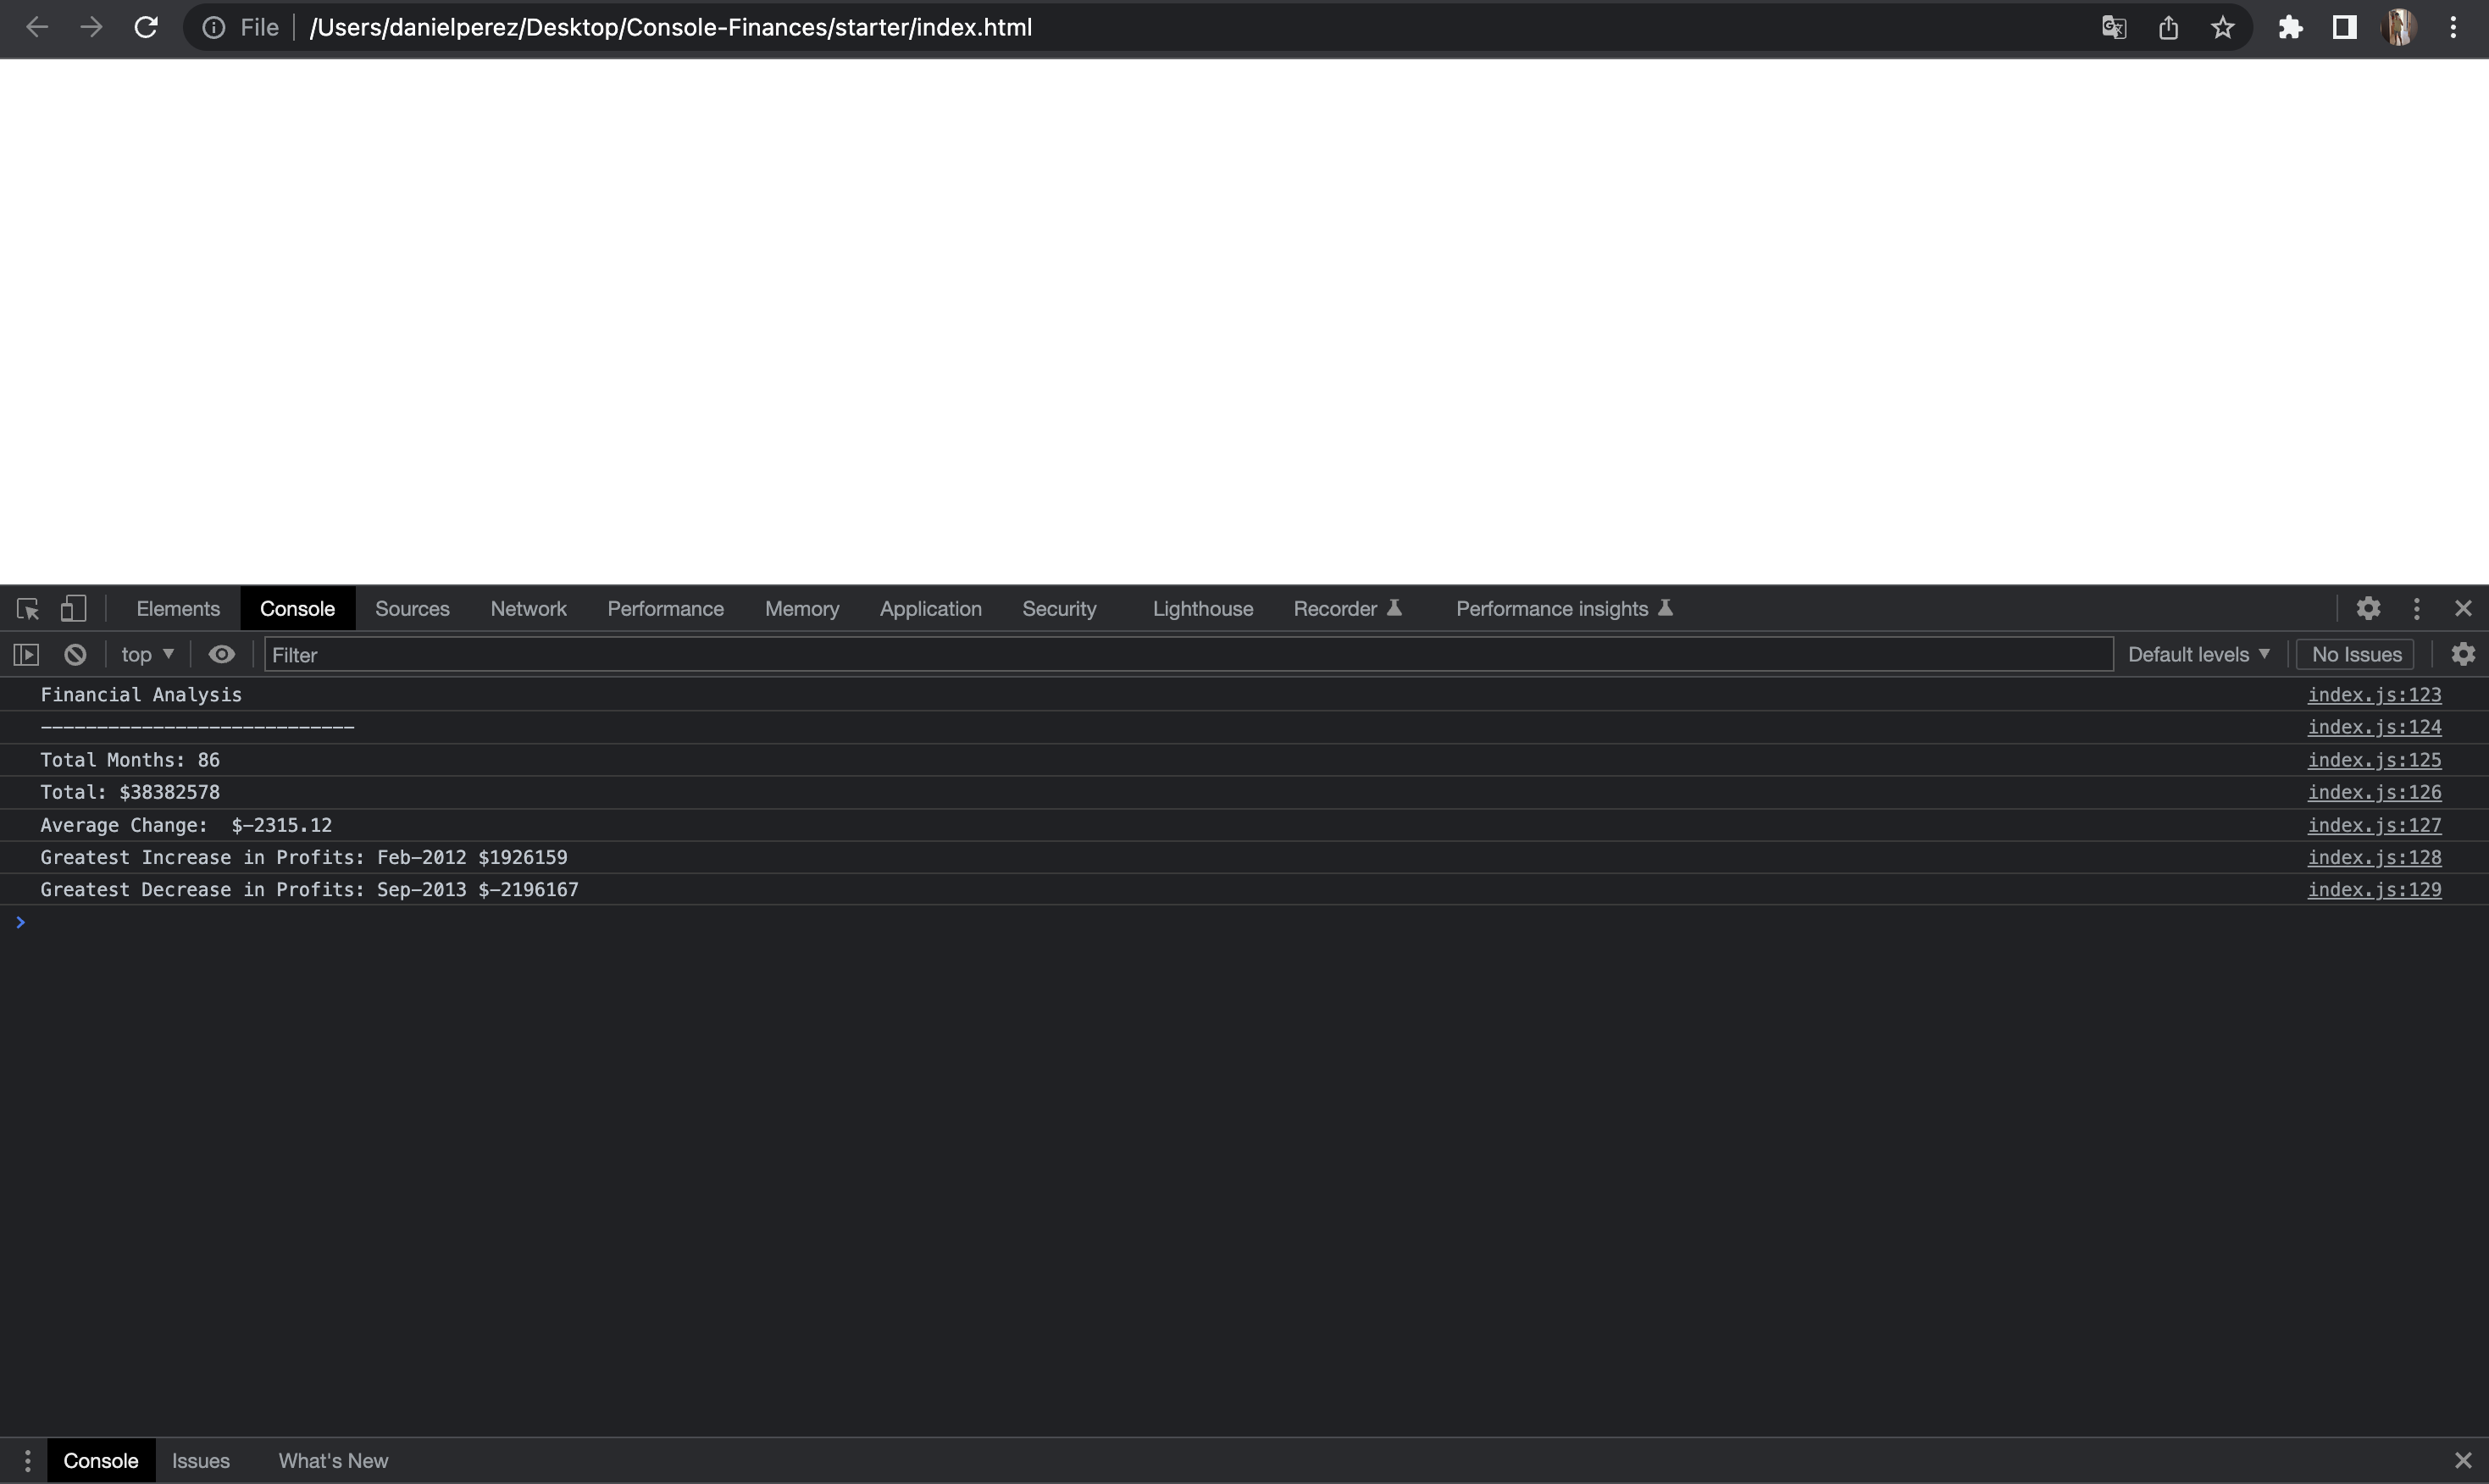 File /Users/danielperez/Desktop/Console-Finances/starter/index.html
Elements Console Sources Network Performance Memory Application Security Lighthouse Recorder Performance insights
top Filter Default levels No Issues
Financial Analysis index.js:123
---------------------------- index.js:124
Total Months: 86 index.js:125
Total: $38382578 index.js:126
Average Change:  $-2315.12 index.js:127
Greatest Increase in Profits: Feb-2012 $1926159 index.js:128
Greatest Decrease in Profits: Sep-2013 $-2196167 index.js:129
Console Issues What's New